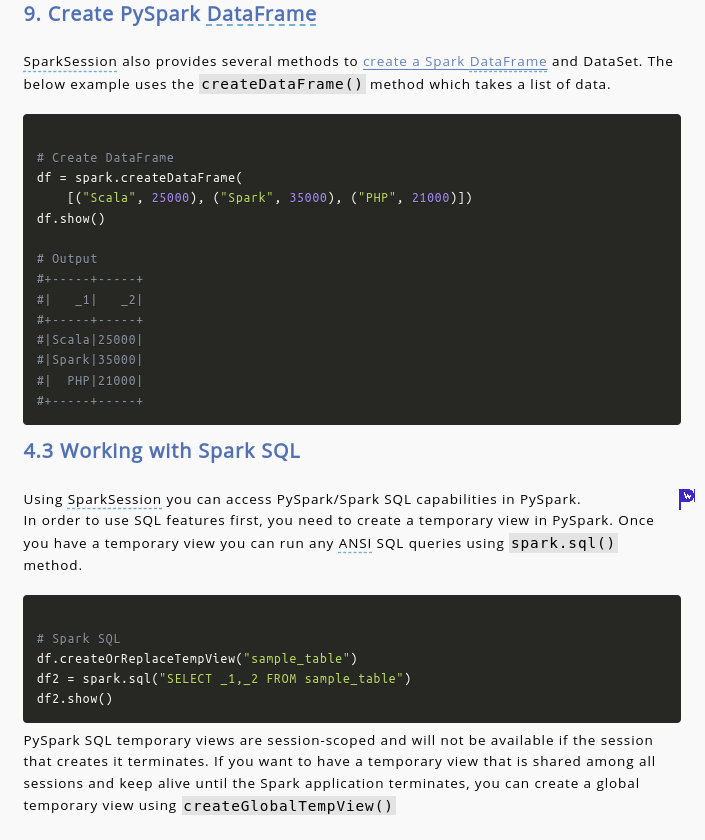 9. Create PySpark DataFrame
SparkSession also provides several methods to create a Spark DataFrame and DataSet. The
below example uses the createDataFrame() method which takes a list of data.
# Create DataFrame
df = spark.createDataFrame(
    [("Scala", 25000), ("Spark", 35000), ("PHP", 21000)])
df.show()
# Output
#+-----+-----+
#|   _1|   _2|
#+-----+-----+
#|Scala|25000|
#|Spark|35000|
#|  PHP|21000|
#+-----+-----+
4.3 Working with Spark SQL
Using SparkSession you can access PySpark/Spark SQL capabilities in PySpark.
In order to use SQL features first, you need to create a temporary view in PySpark. Once
you have a temporary view you can run any ANSI SQL queries using spark.sql()
method.
# Spark SQL
df.createOrReplaceTempView("sample_table")
df2 = spark.sql("SELECT _1,_2 FROM sample_table")
df2.show()
PySpark SQL temporary views are session-scoped and will not be available if the session
that creates it terminates. If you want to have a temporary view that is shared among all
sessions and keep alive until the Spark application terminates, you can create a global
temporary view using createGlobalTempView()